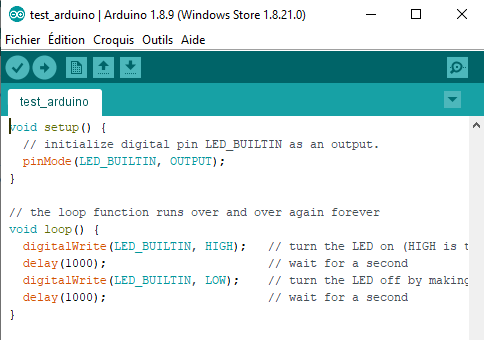 test_arduino | Arduino 1.8.9 (Windows Store 1.8.21.0)
Fichier Édition Croquis Outils Aide
test_arduino
void setup() {
  // initialize digital pin LED_BUILTIN as an output.
  pinMode(LED_BUILTIN, OUTPUT);
}

// the loop function runs over and over again forever
void loop() {
  digitalWrite(LED_BUILTIN, HIGH);   // turn the LED on (HIGH is t
  delay(1000);                       // wait for a second
  digitalWrite(LED_BUILTIN, LOW);    // turn the LED off by making
  delay(1000);                       // wait for a second
}